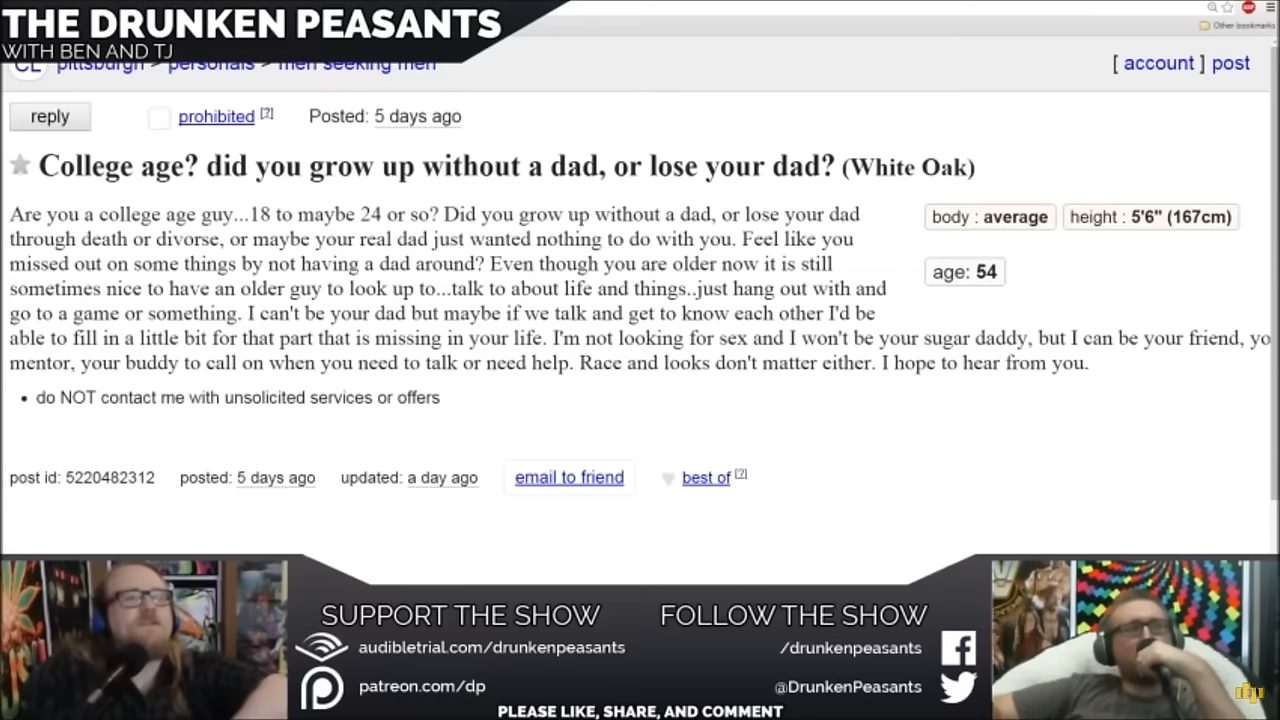 THE DRUNKEN PEASANTS
WITH BEN AND TJ
CL pittsburgh > personals > men seeking men
[ account ] post
Other bookmarks
reply
prohibited [?]
Posted: 5 days ago
College age? did you grow up without a dad, or lose your dad? (White Oak)
Are you a college age guy...18 to maybe 24 or so? Did you grow up without a dad, or lose your dad
through death or divorse, or maybe your real dad just wanted nothing to do with you. Feel like you
missed out on some things by not having a dad around? Even though you are older now it is still
sometimes nice to have an older guy to look up to...talk to about life and things..just hang out with and
go to a game or something. I can't be your dad but maybe if we talk and get to know each other I'd be
able to fill in a little bit for that part that is missing in your life. I'm not looking for sex and I won't be your sugar daddy, but I can be your friend, yo
mentor, your buddy to call on when you need to talk or need help. Race and looks don't matter either. I hope to hear from you.
body : average
height : 5'6" (167cm)
age: 54
• do NOT contact me with unsolicited services or offers
post id: 5220482312
posted: 5 days ago
updated: a day ago
email to friend
best of [?]
SUPPORT THE SHOW
audibletrial.com/drunkenpeasants
patreon.com/dp
FOLLOW THE SHOW
/drunkenpeasants
@DrunkenPeasants
PLEASE LIKE, SHARE, AND COMMENT